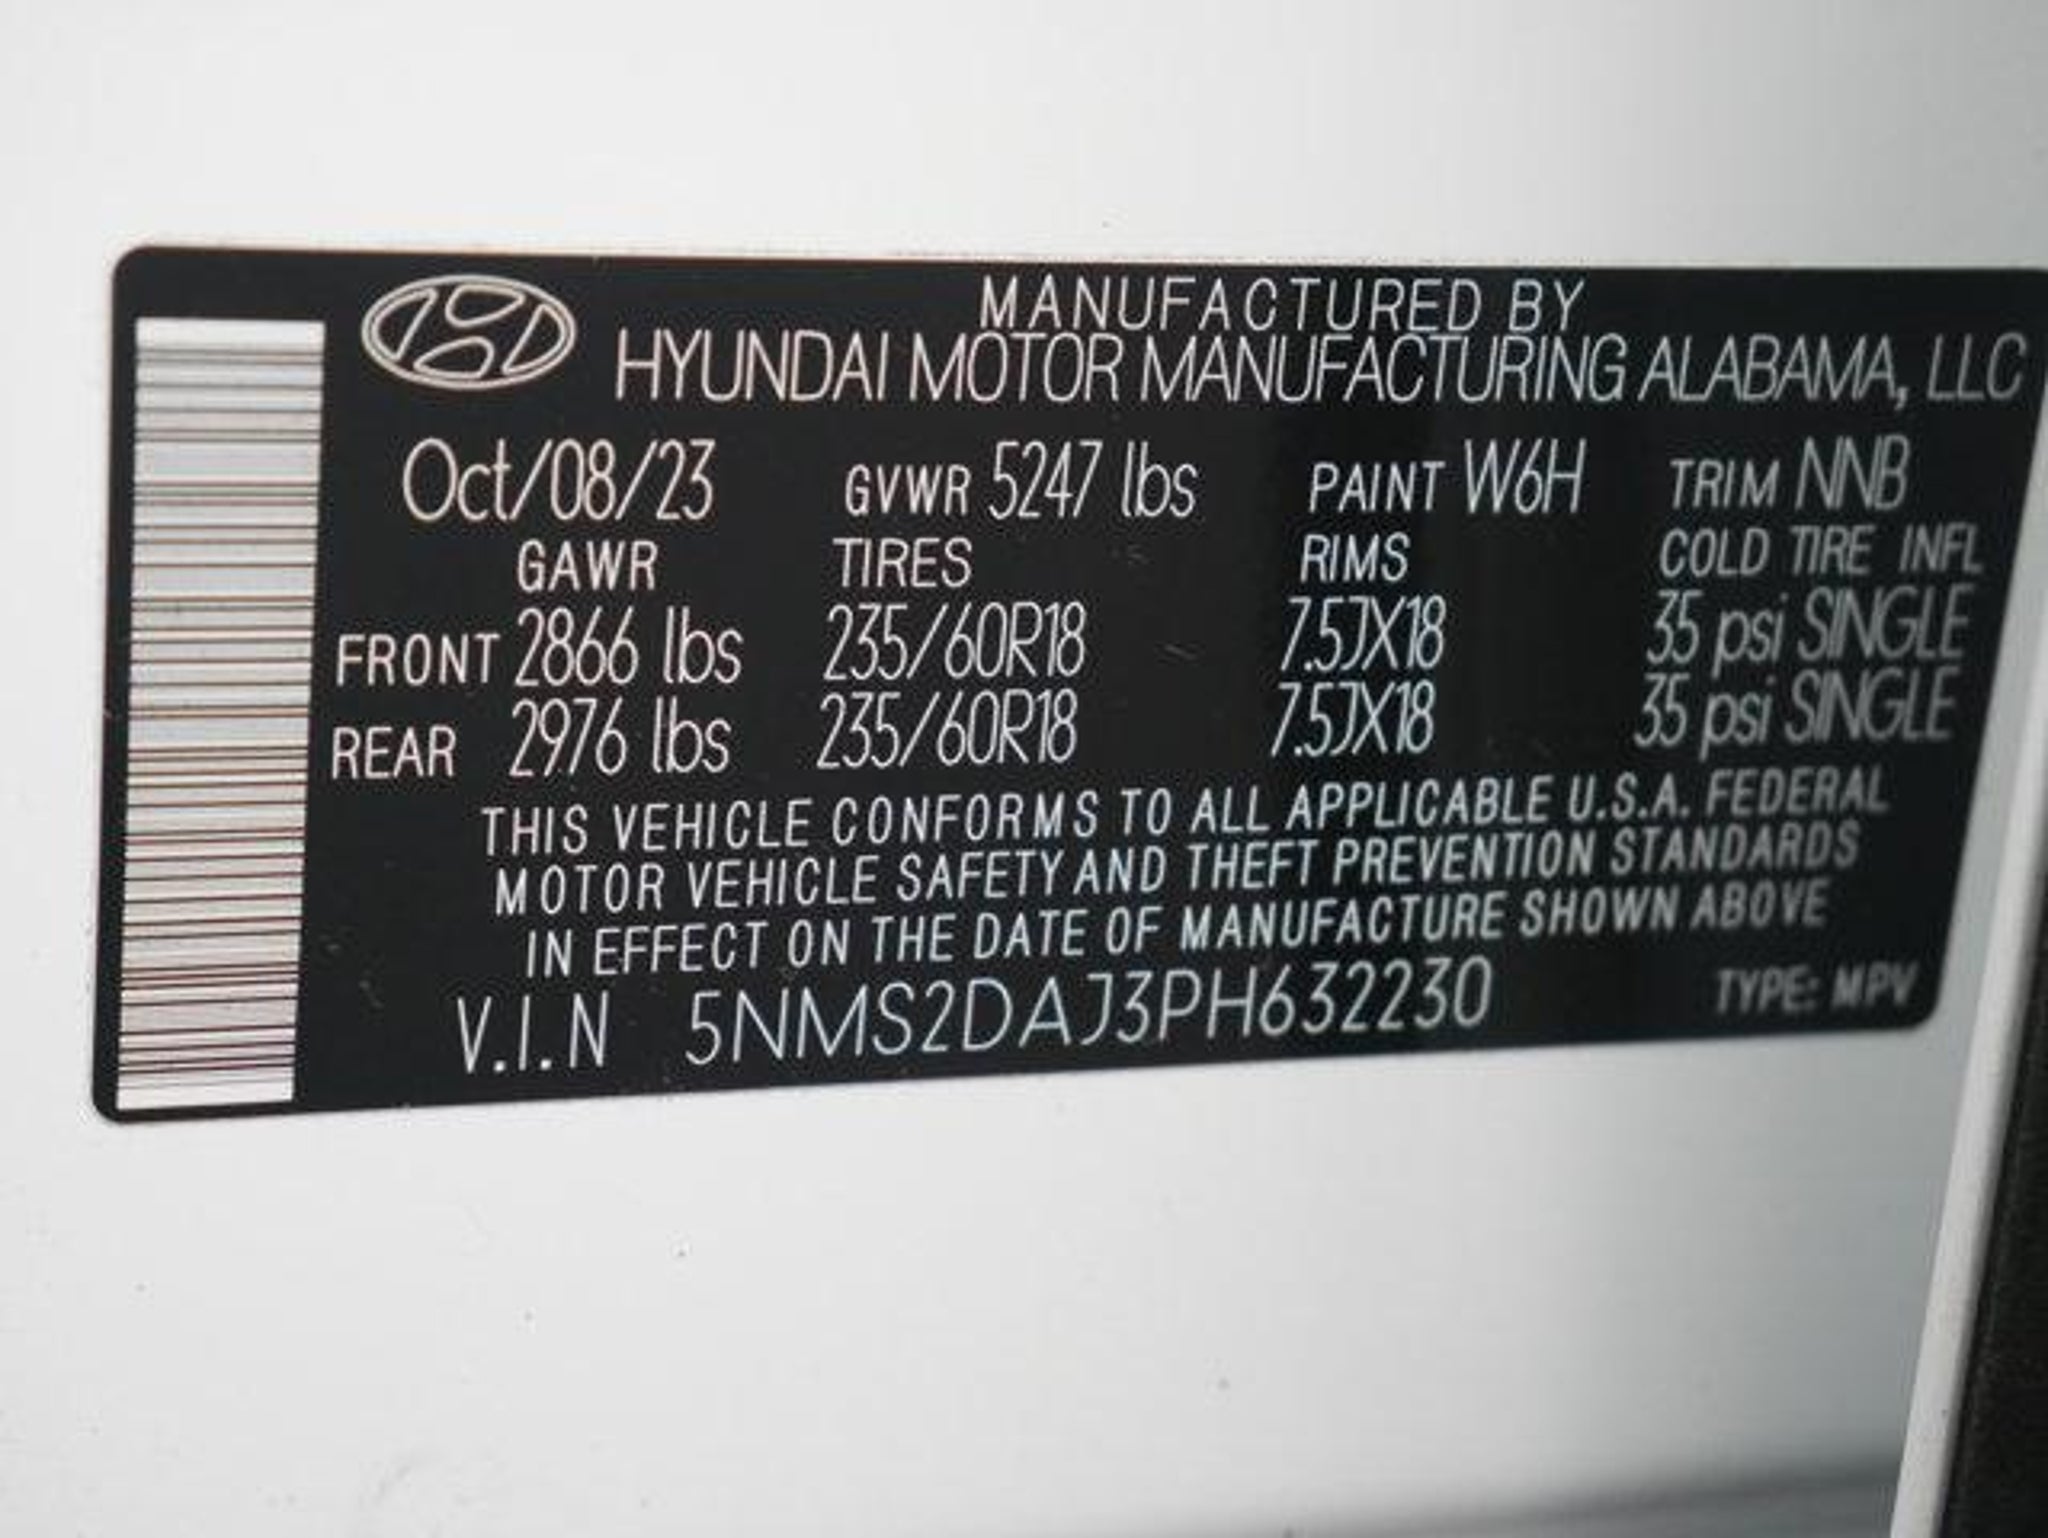 MANUFACTURED BY
HYUNDAI MOTOR MANUFACTURING ALABAMA, LLC
Oct/08/23 GVWR 5247 lbs PAINT W6H TRIM NNB
GAWR TIRES RIMS COLD TIRE INFL
FRONT 2866 lbs 235/60R18 7.5JX18 35 psi SINGLE
REAR 2976 lbs 235/60R18 7.5JX18 35 psi SINGLE
THIS VEHICLE CONFORMS TO ALL APPLICABLE U.S.A. FEDERAL
MOTOR VEHICLE SAFETY AND THEFT PREVENTION STANDARDS
IN EFFECT ON THE DATE OF MANUFACTURE SHOWN ABOVE
V.I.N 5NMS2DAJ3PH632230 TYPE: MPV